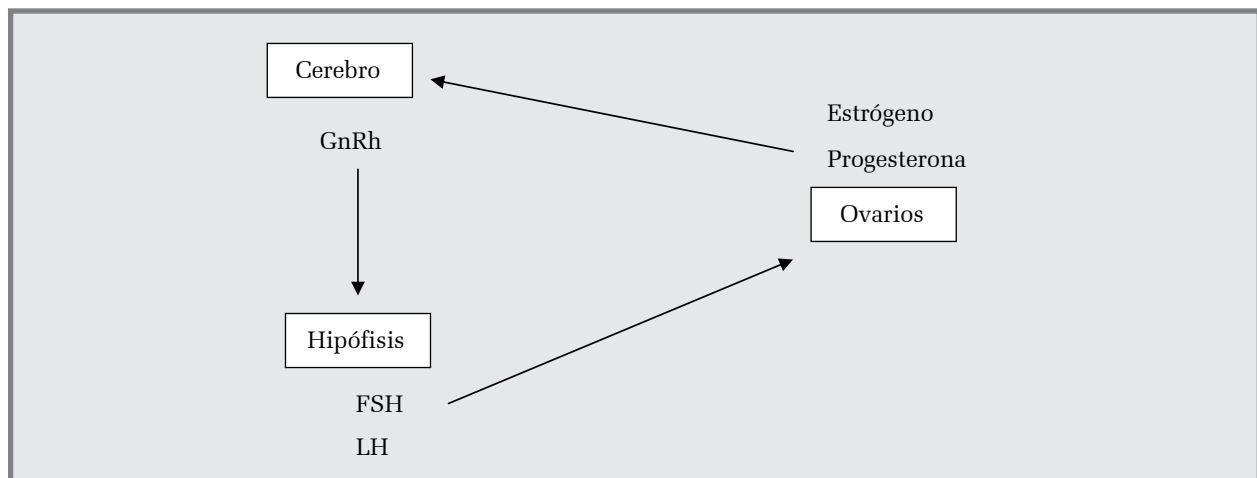 Cerebro
GnRh
Estrógeno
Progesterona
Ovarios
Hipófisis
FSH
LH